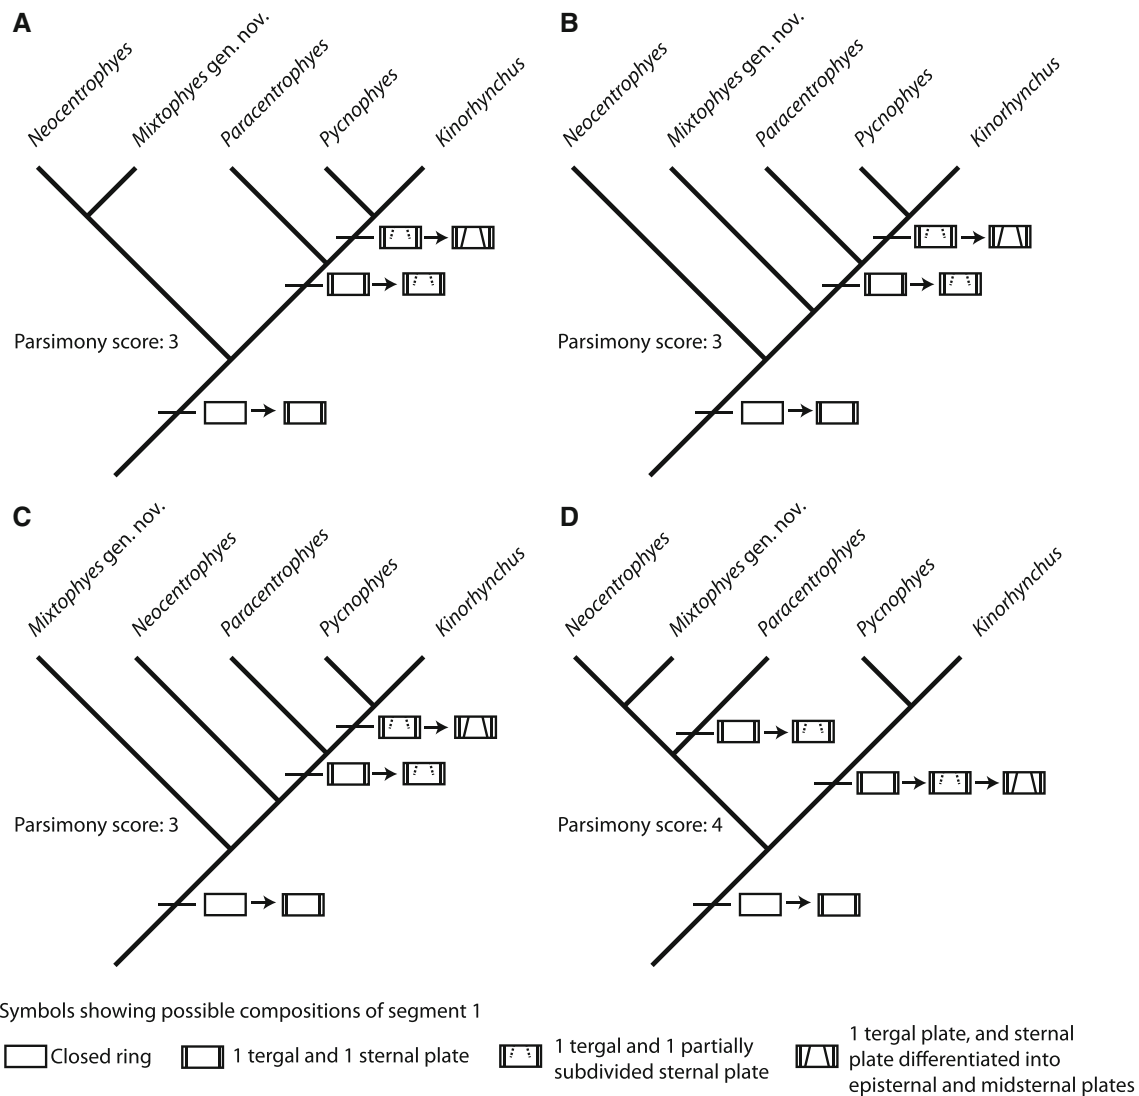 A
Neocentrophyes
Mixtophyes gen. nov.
Paracentrophyes
Pycnophyes
Kinorhynchus
Parsimony score: 3
B
Neocentrophyes
Mixtophyes gen. nov.
Paracentrophyes
Pycnophyes
Kinorhynchus
Parsimony score: 3
C
Mixtophyes gen. nov.
Neocentrophyes
Paracentrophyes
Pycnophyes
Kinorhynchus
Parsimony score: 3
D
Neocentrophyes
Mixtophyes gen. nov.
Paracentrophyes
Pycnophyes
Kinorhynchus
Parsimony score: 4
Symbols showing possible compositions of segment 1
Closed ring
1 tergal and 1 sternal plate
1 tergal and 1 partially
subdivided sternal plate
1 tergal plate, and sternal
plate differentiated into
episternal and midsternal plates